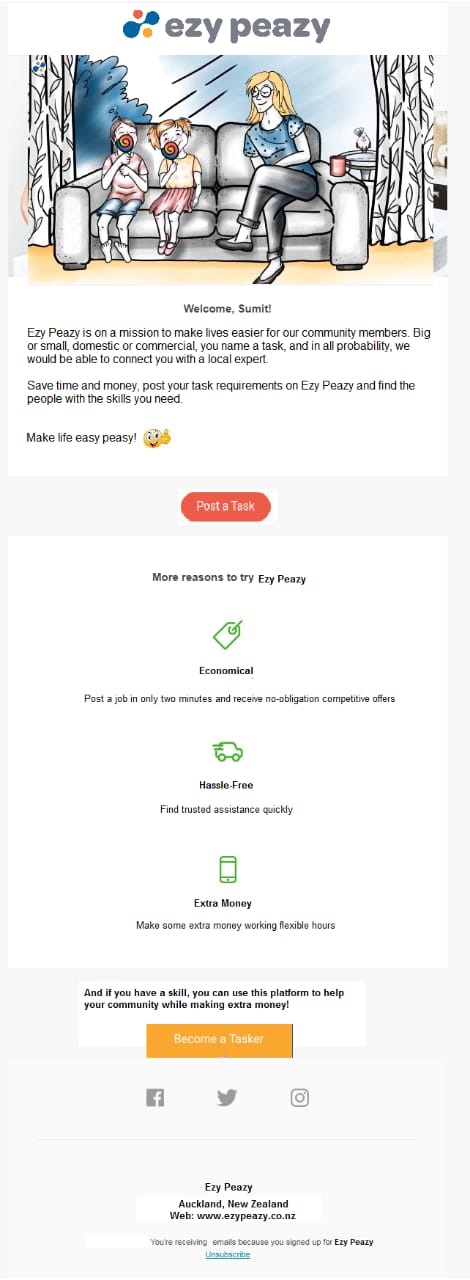 ezy peazy
Welcome, Sumit!
Ezy Peazy is on a mission to make lives easier for our community members. Big
or small, domestic or commercial, you name a task, and in all probability, we
would be able to connect you with a local expert.
Save time and money, post your task requirements on Ezy Peazy and find the
people with the skills you need.
Make life easy peasy!
Post a Task
More reasons to try Ezy Peazy
Economical
Post a job in only two minutes and receive no-obligation competitive offers
Hassle-Free
Find trusted assistance quickly
Extra Money
Make some extra money working flexible hours
And if you have a skill, you can use this platform to help
your community while making extra money!
Become a Tasker
Ezy Peazy
Auckland, New Zealand
Web: www.ezypeazy.co.nz
You're receiving emails because you signed up for Ezy Peazy
Unsubscribe